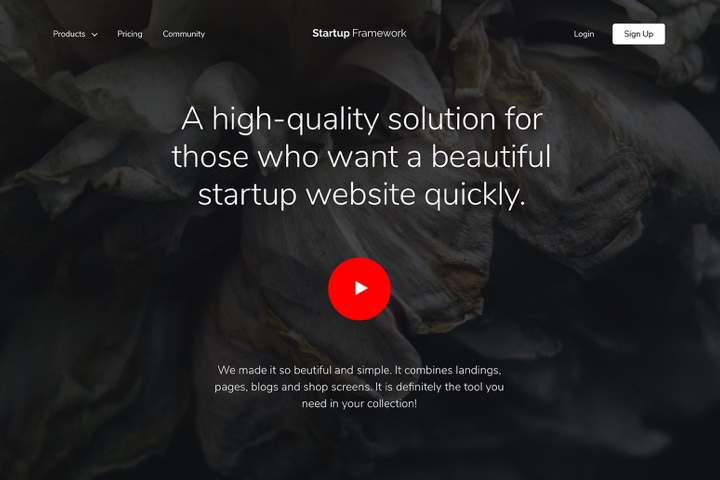 Products
Pricing
Community
Startup Framework
Login
Sign Up
A high-quality solution for
those who want a beautiful
startup website quickly.
We made it so beutiful and simple. It combines landings,
pages, blogs and shop screens. It is definitely the tool you
need in your collection!